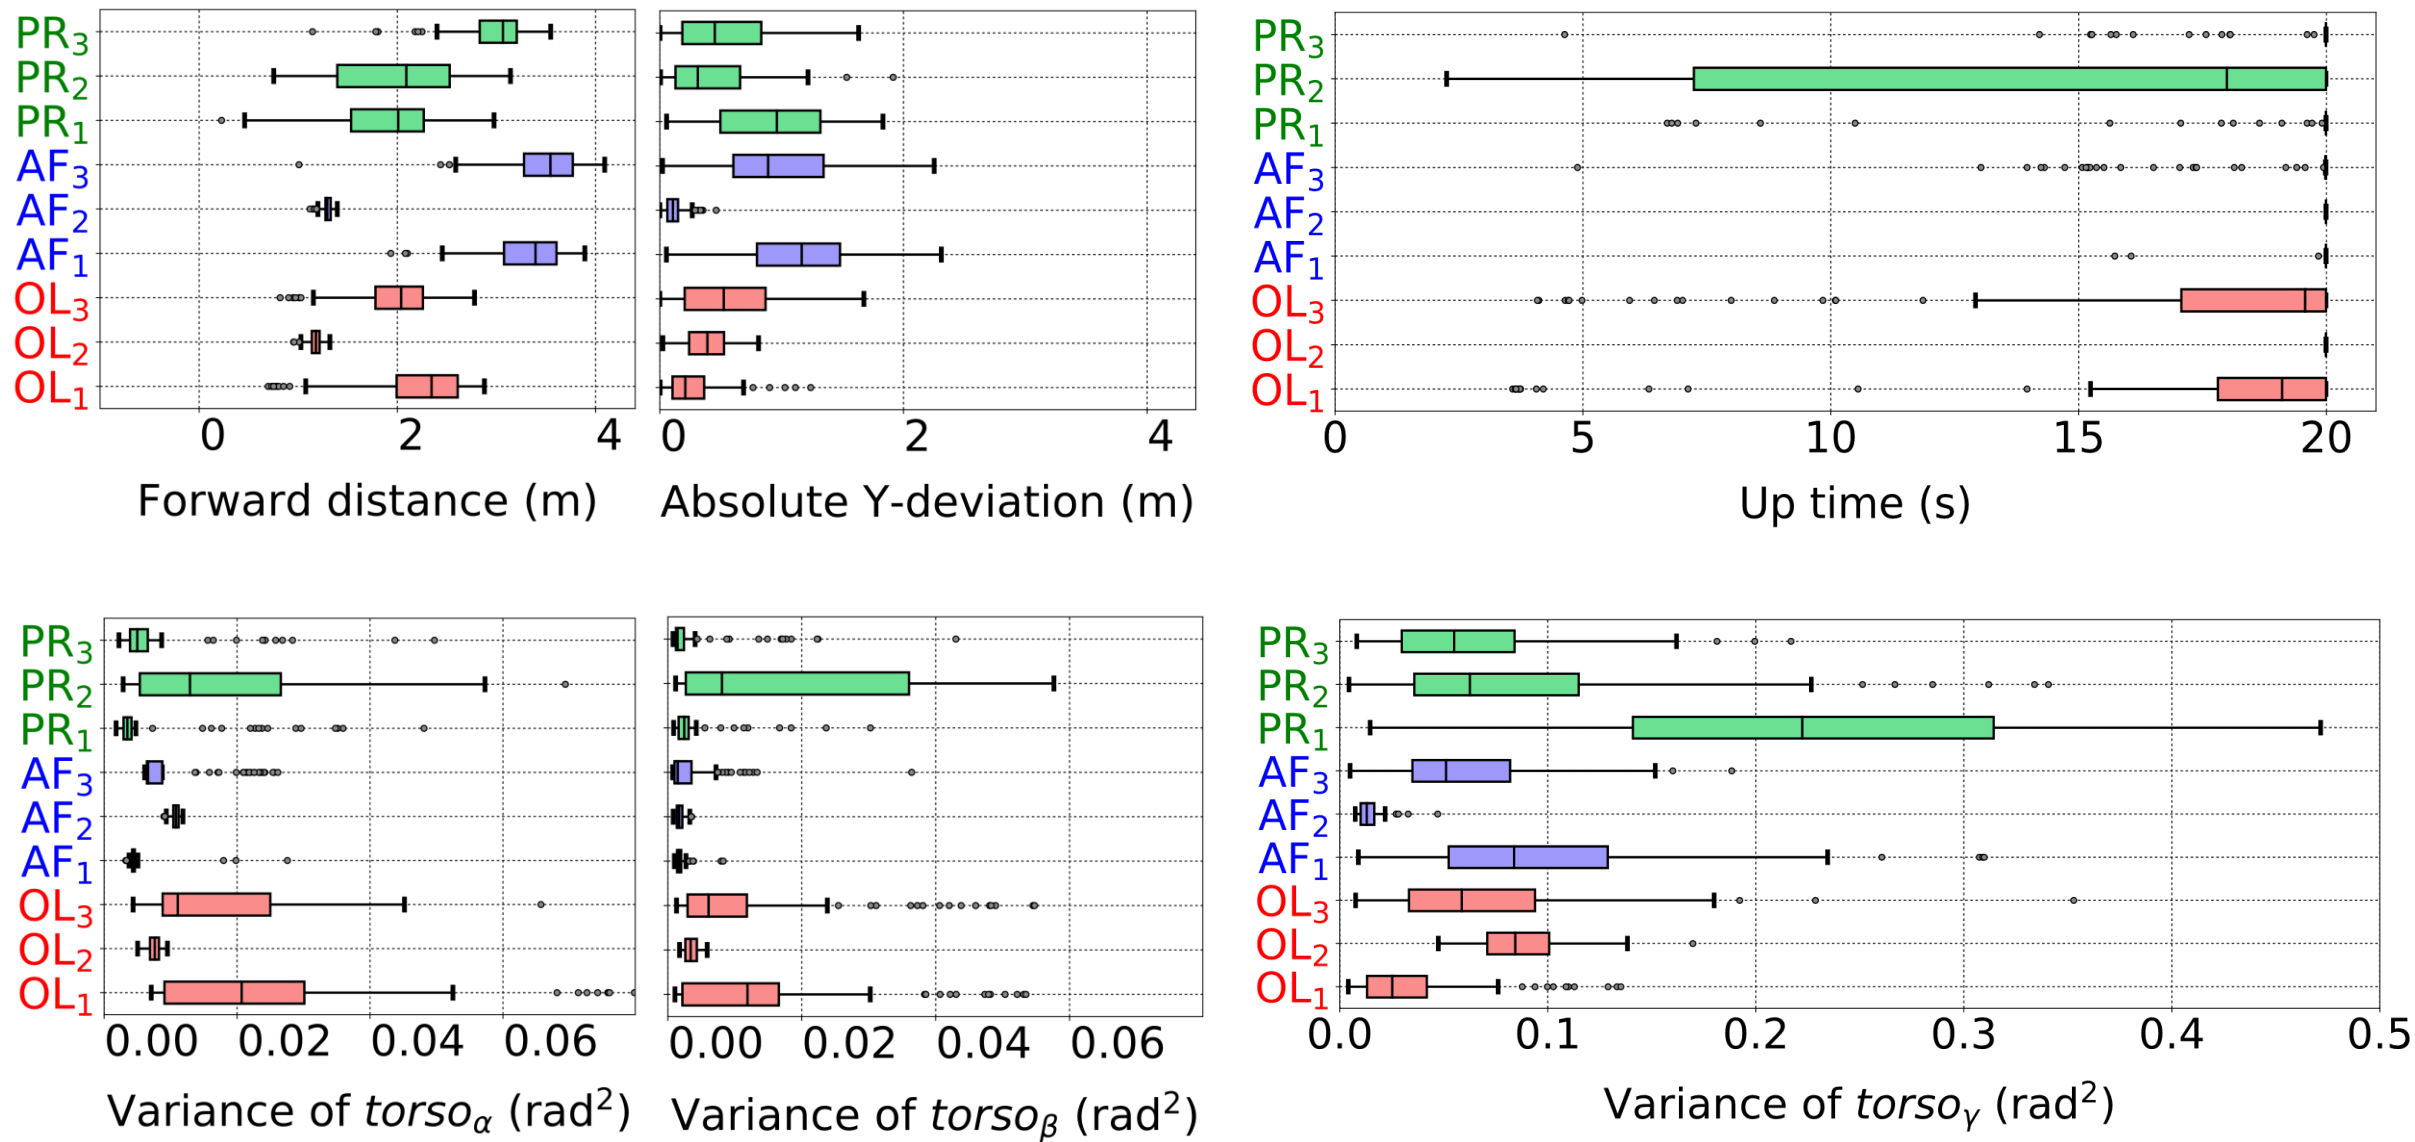 PR3
PR2
PR1
AF3
AF2
AF1
OL3
OL2
OL1
0 2 4
Forward distance (m)
0 2 4
Absolute Y-deviation (m)
PR3
PR2
PR1
AF3
AF2
AF1
OL3
OL2
OL1
0 5 10 15 20
Up time (s)
PR3
PR2
PR1
AF3
AF2
AF1
OL3
OL2
OL1
0.00 0.02 0.04 0.06
Variance of torsoα (rad²)
0.00 0.02 0.04 0.06
Variance of torsoβ (rad²)
PR3
PR2
PR1
AF3
AF2
AF1
OL3
OL2
OL1
0.0 0.1 0.2 0.3 0.4 0.5
Variance of torsoγ (rad²)